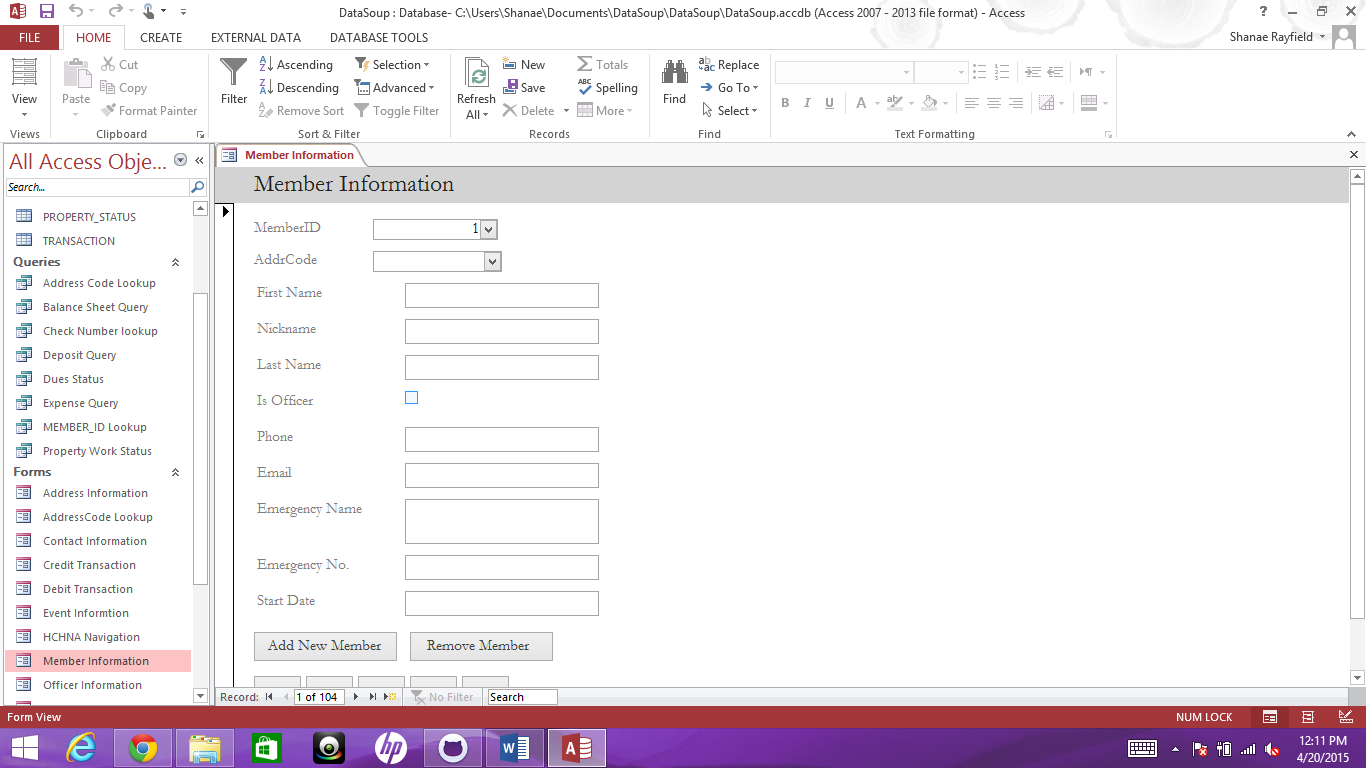 DataSoup : Database- C:\Users\Shanae\Documents\DataSoup\DataSoup\DataSoup.accdb (Access 2007 - 2013 file format) - Access
FILE HOME CREATE EXTERNAL DATA DATABASE TOOLS Shanae Rayfield
View
Views
Paste
Cut
Copy
Format Painter
Clipboard
Filter
Ascending
Descending
Remove Sort
Selection
Advanced
Toggle Filter
Sort & Filter
Refresh
All
New
Save
Delete
Totals
Spelling
More
Records
Find
Replace
Go To
Select
Find
B I U A
Text Formatting
All Access Obje...
Search...
PROPERTY_STATUS
TRANSACTION
Queries
Address Code Lookup
Balance Sheet Query
Check Number lookup
Deposit Query
Dues Status
Expense Query
MEMBER_ID Lookup
Property Work Status
Forms
Address Information
AddressCode Lookup
Contact Information
Credit Transaction
Debit Transaction
Event Informtion
HCHNA Navigation
Member Information
Officer Information
Member Information
Member Information
MemberID 1
AddrCode
First Name
Nickname
Last Name
Is Officer
Phone
Email
Emergency Name
Emergency No.
Start Date
Add New Member Remove Member
Record: 1 of 104 No Filter Search
Form View NUM LOCK
12:11 PM
4/20/2015